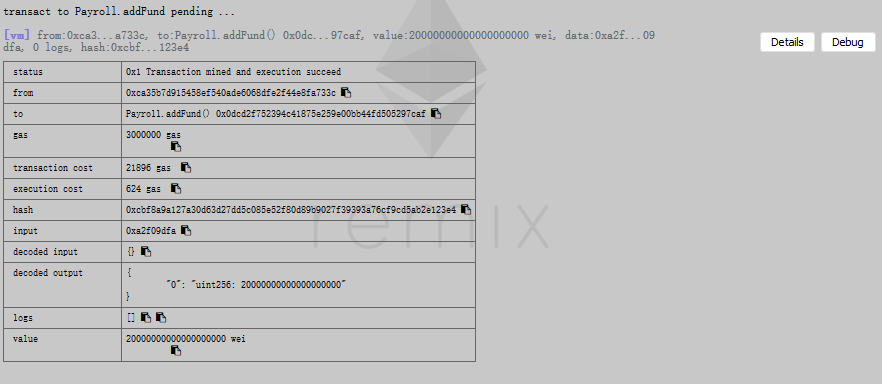 transact to Payroll.addFund pending ...
[vm] from:0xca3...a733c, to:Payroll.addFund() 0x0dc...97caf, value:20000000000000000000 wei, data:0xa2f...09
dfa, 0 logs, hash:0xcbf...123e4
Details
Debug
status 0x1 Transaction mined and execution succeed
from 0xca35b7d915458ef540ade6068dfe2f44e8fa733c
to Payroll.addFund() 0x0dcd2f752394c41875e259e00bb44fd505297caf
gas 3000000 gas
transaction cost 21896 gas
execution cost 624 gas
hash 0xcbf8a9a127a30d63d27dd5c085e52f80d89b9027f39393a76cf9cd5ab2e123e4
input 0xa2f09dfa
decoded input {}
decoded output {
"0": "uint256: 20000000000000000000"
}
logs []
value 20000000000000000000 wei
remix